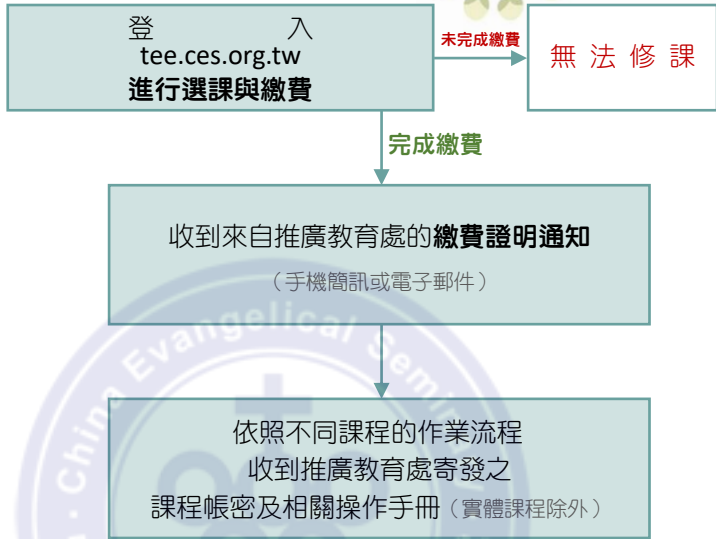 登 入
tee.ces.org.tw
進行選課與繳費
未完成繳費
無法修課
完成繳費
收到來自推廣教育處的繳費證明通知
（手機簡訊或電子郵件）
依照不同課程的作業流程
收到推廣教育處寄發之
課程帳密及相關操作手冊（實體課程除外）
China Evangelical Seminary